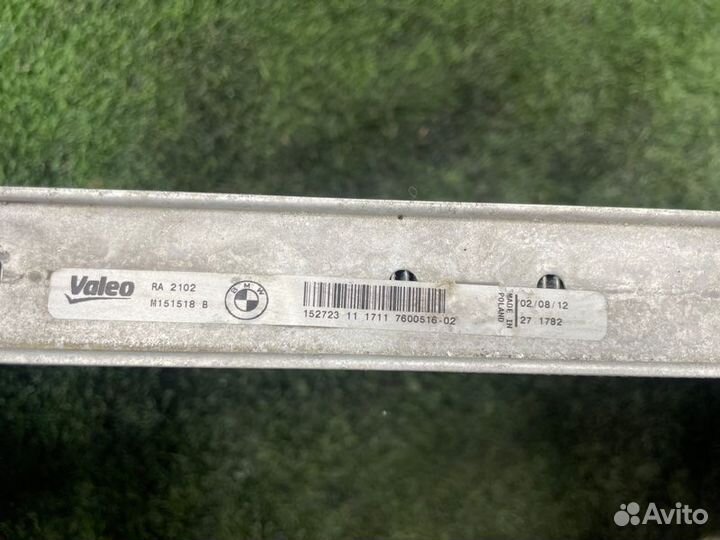 Valeo
RA 2102
M151518 B
BMW
152723 11 1711 7600516-02
MADE IN
POLAND
02/08/12
27 1782
Avito